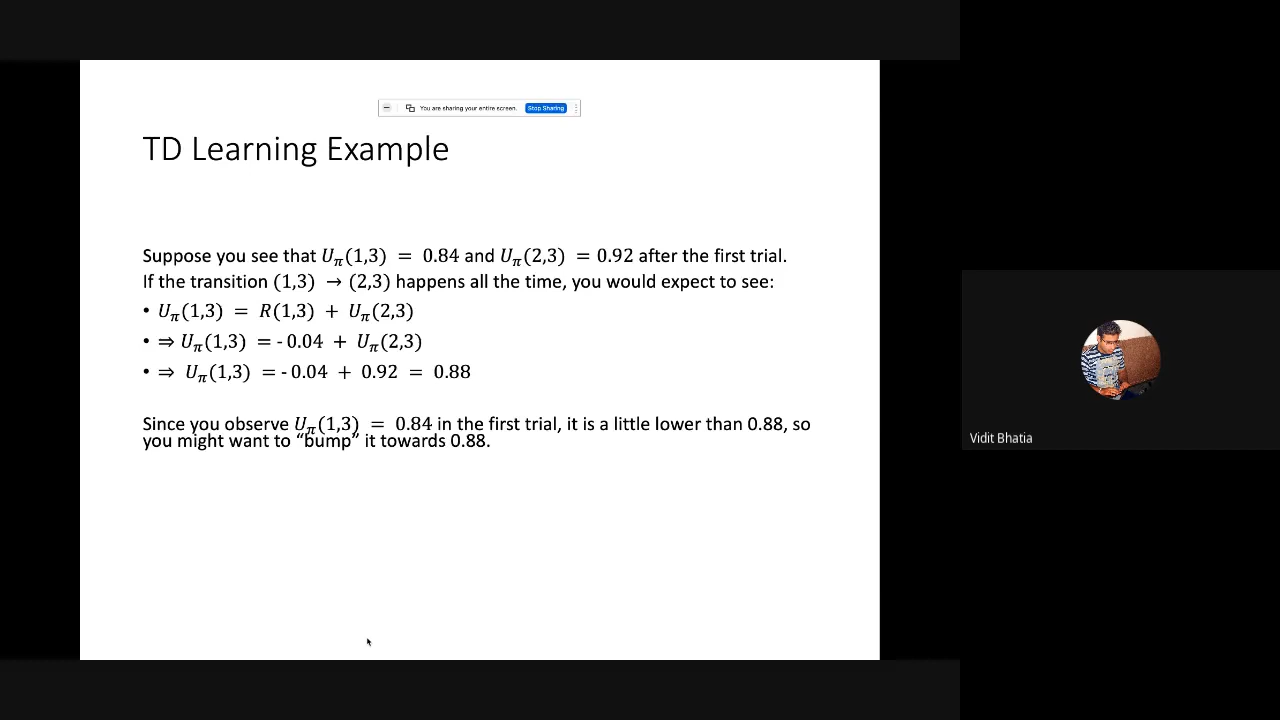 You are sharing your entire screen. Stop Sharing
TD Learning Example
Suppose you see that Uπ(1,3) = 0.84 and Uπ(2,3) = 0.92 after the first trial.
If the transition (1,3) → (2,3) happens all the time, you would expect to see:
• Uπ(1,3) = R(1,3) + Uπ(2,3)
• ⇒ Uπ(1,3) = - 0.04 + Uπ(2,3)
• ⇒ Uπ(1,3) = - 0.04 + 0.92 = 0.88
Since you observe Uπ(1,3) = 0.84 in the first trial, it is a little lower than 0.88, so
you might want to “bump” it towards 0.88.
Vidit Bhatia